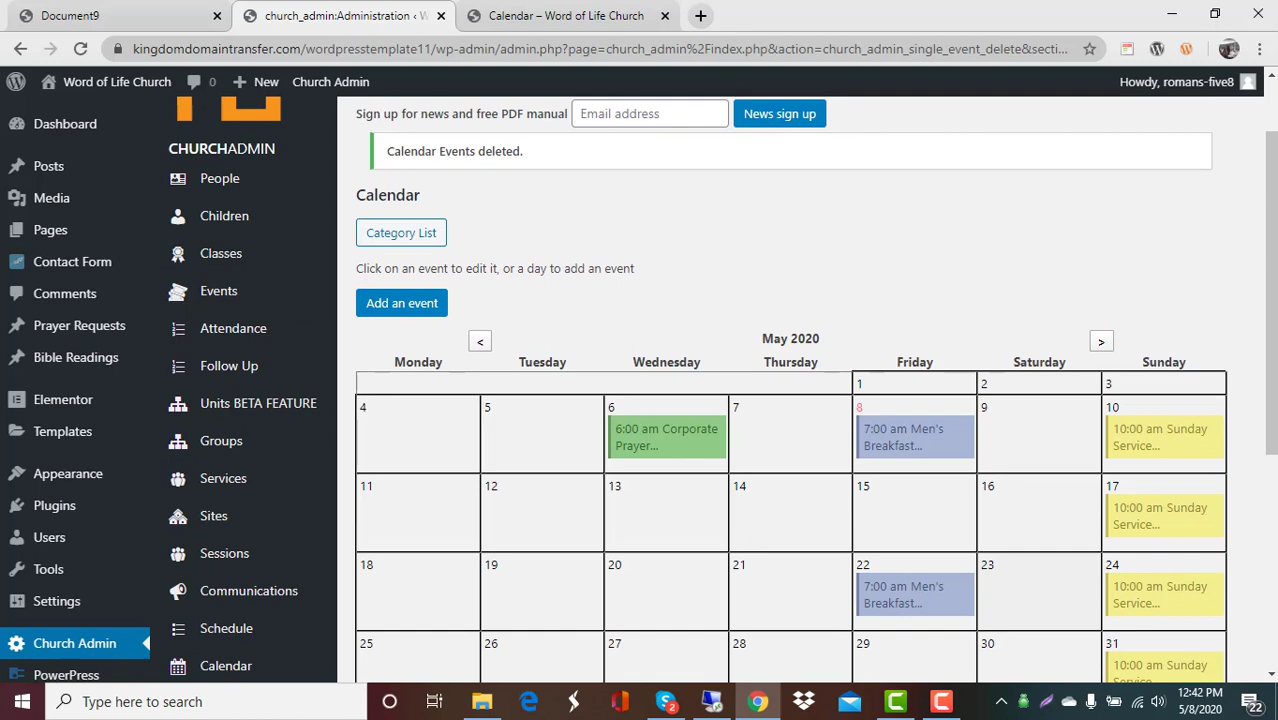 Document9
church_admin:Administration ‹ W
Calendar – Word of Life Church
kingdomdomaintransfer.com/wordpresstemplate11/wp-admin/admin.php?page=church_admin%2Findex.php&action=church_admin_single_event_delete&secti...
Word of Life Church
0
New
Church Admin
Howdy, romans-five8
Dashboard
Posts
Media
Pages
Contact Form
Comments
Prayer Requests
Bible Readings
Elementor
Templates
Appearance
Plugins
Users
Tools
Settings
Church Admin
PowerPress
CHURCHADMIN
People
Children
Classes
Events
Attendance
Follow Up
Units BETA FEATURE
Groups
Services
Sites
Sessions
Communications
Schedule
Calendar
Sign up for news and free PDF manual Email address News sign up
Calendar Events deleted.
Calendar
Category List
Click on an event to edit it, or a day to add an event
Add an event
< May 2020 >
Monday Tuesday Wednesday Thursday Friday Saturday Sunday
1 2 3
4 5 6 7 8 9 10
6:00 am Corporate 7:00 am Men's 10:00 am Sunday
Prayer... Breakfast... Service...
11 12 13 14 15 16 17
10:00 am Sunday
Service...
18 19 20 21 22 23 24
7:00 am Men's 10:00 am Sunday
Breakfast... Service...
25 26 27 28 29 30 31
10:00 am Sunday
Service...
Type here to search
2
12:42 PM
5/8/2020
22